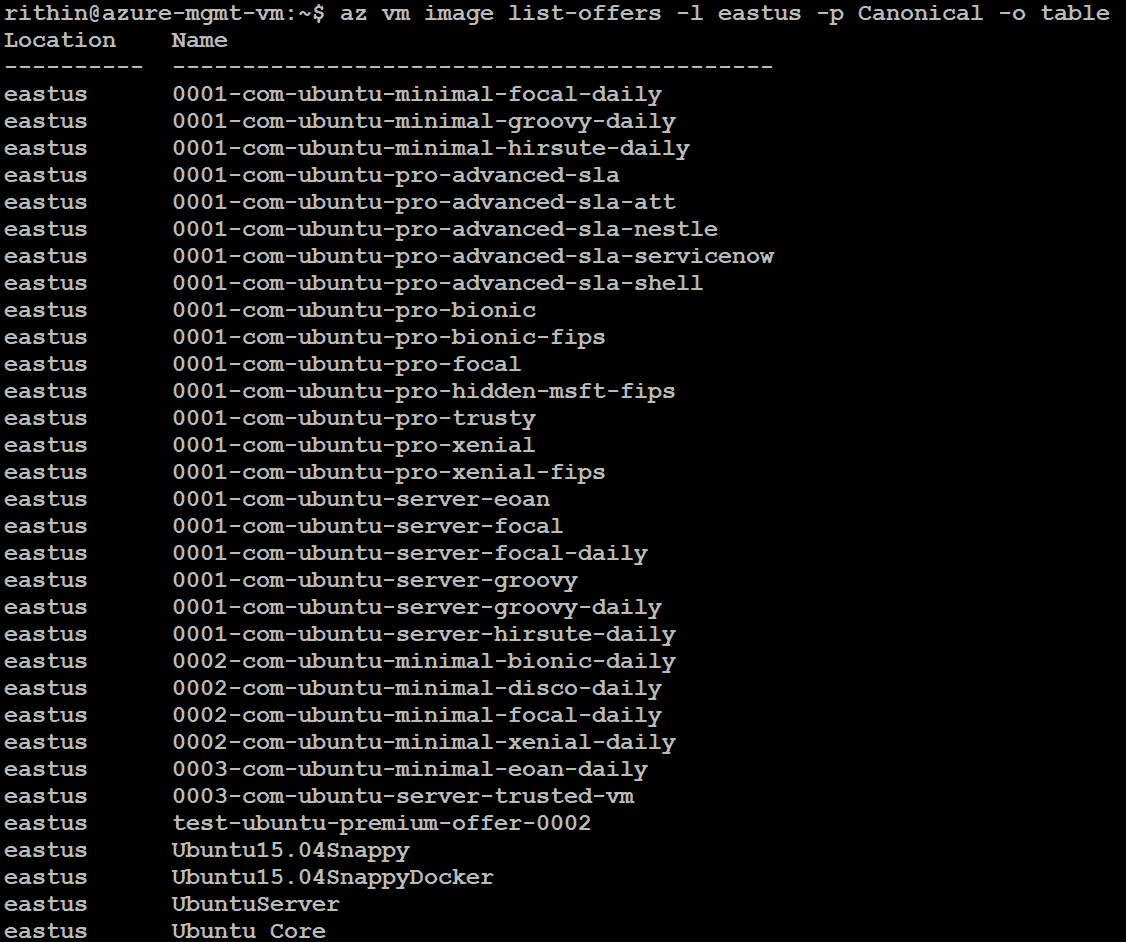 rithin@azure-mgmt-vm:~$ az vm image list-offers -l eastus -p Canonical -o table
Location    Name
----------  -------------------------------------------
eastus      0001-com-ubuntu-minimal-focal-daily
eastus      0001-com-ubuntu-minimal-groovy-daily
eastus      0001-com-ubuntu-minimal-hirsute-daily
eastus      0001-com-ubuntu-pro-advanced-sla
eastus      0001-com-ubuntu-pro-advanced-sla-att
eastus      0001-com-ubuntu-pro-advanced-sla-nestle
eastus      0001-com-ubuntu-pro-advanced-sla-servicenow
eastus      0001-com-ubuntu-pro-advanced-sla-shell
eastus      0001-com-ubuntu-pro-bionic
eastus      0001-com-ubuntu-pro-bionic-fips
eastus      0001-com-ubuntu-pro-focal
eastus      0001-com-ubuntu-pro-hidden-msft-fips
eastus      0001-com-ubuntu-pro-trusty
eastus      0001-com-ubuntu-pro-xenial
eastus      0001-com-ubuntu-pro-xenial-fips
eastus      0001-com-ubuntu-server-eoan
eastus      0001-com-ubuntu-server-focal
eastus      0001-com-ubuntu-server-focal-daily
eastus      0001-com-ubuntu-server-groovy
eastus      0001-com-ubuntu-server-groovy-daily
eastus      0001-com-ubuntu-server-hirsute-daily
eastus      0002-com-ubuntu-minimal-bionic-daily
eastus      0002-com-ubuntu-minimal-disco-daily
eastus      0002-com-ubuntu-minimal-focal-daily
eastus      0002-com-ubuntu-minimal-xenial-daily
eastus      0003-com-ubuntu-minimal-eoan-daily
eastus      0003-com-ubuntu-server-trusted-vm
eastus      test-ubuntu-premium-offer-0002
eastus      Ubuntu15.04Snappy
eastus      Ubuntu15.04SnappyDocker
eastus      UbuntuServer
eastus      Ubuntu_Core